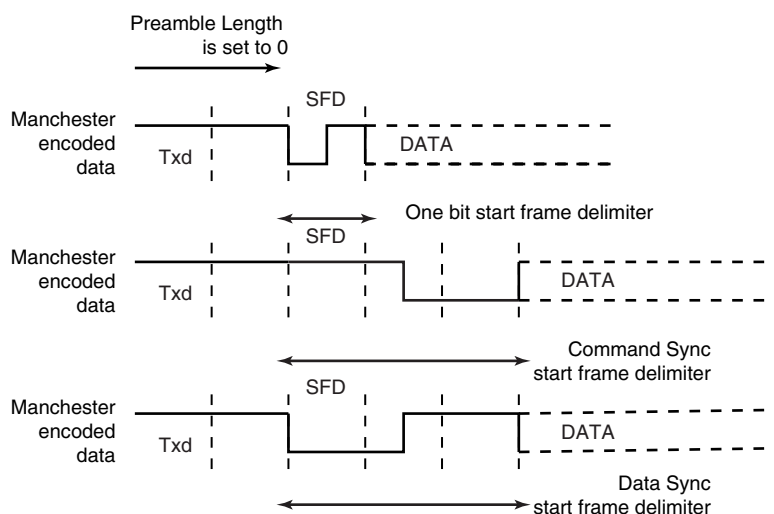 Preamble Length
is set to 0
SFD
Manchester
encoded
data
Txd
DATA
One bit start frame delimiter
SFD
Manchester
encoded
data
Txd
DATA
Command Sync
start frame delimiter
SFD
Manchester
encoded
data
Txd
DATA
Data Sync
start frame delimiter